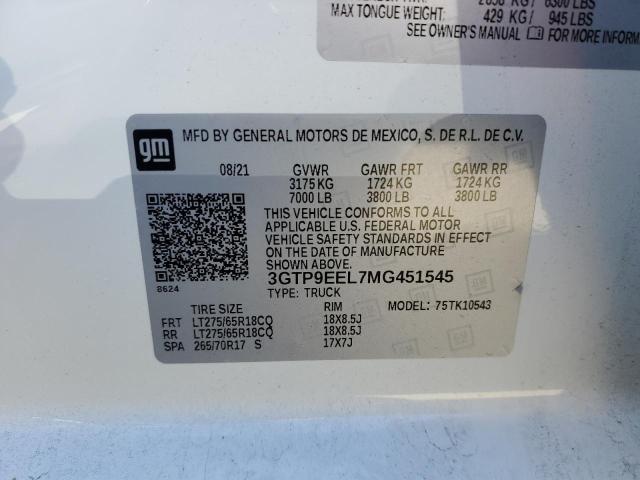 KG/ 6300 LBS
MAX TONGUE WEIGHT: 429 KG/ 945 LBS
SEE OWNER'S MANUAL FOR MORE INFORM
gm
MFD BY GENERAL MOTORS DE MEXICO, S. DE R.L. DE C.V.
08/21 GVWR GAWR FRT GAWR RR
3175 KG 1724 KG 1724 KG
7000 LB 3800 LB 3800 LB
THIS VEHICLE CONFORMS TO ALL
APPLICABLE U.S. FEDERAL MOTOR
VEHICLE SAFETY STANDARDS IN EFFECT
ON THE DATE OF MANUFACTURE
SHOWN ABOVE.
8624
3GTP9EEL7MG451545
TYPE: TRUCK
TIRE SIZE RIM MODEL: 75TK10543
FRT LT275/65R18CQ 18X8.5J
RR LT275/65R18CQ 18X8.5J
SPA 265/70R17 S 17X7J